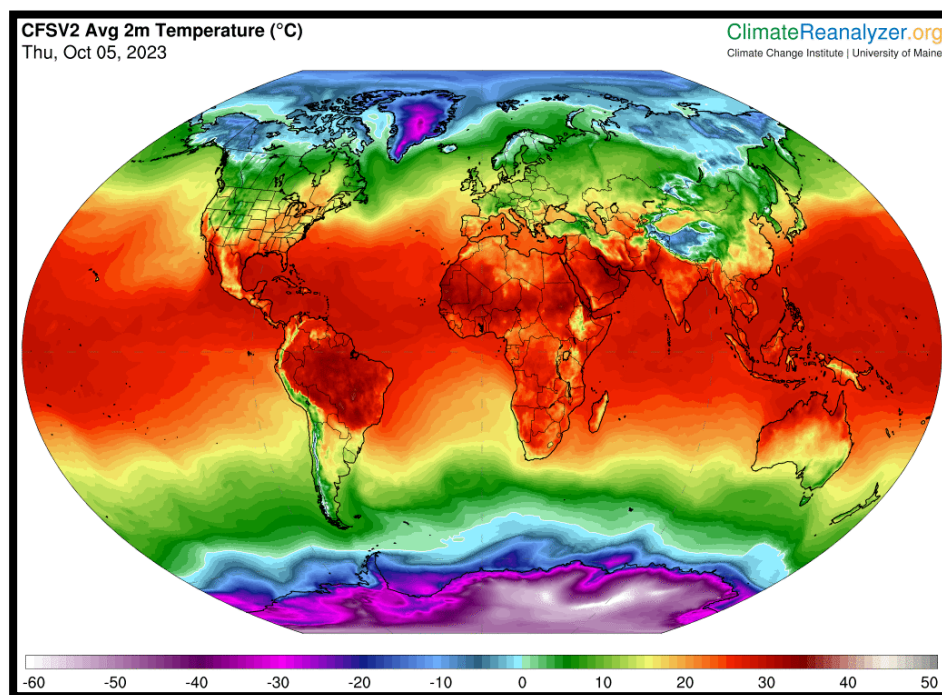 CFSV2 Avg 2m Temperature (°C)
Thu, Oct 05, 2023
ClimateReanalyzer.org
Climate Change Institute | University of Maine
-60 -50 -40 -30 -20 -10 0 10 20 30 40 50